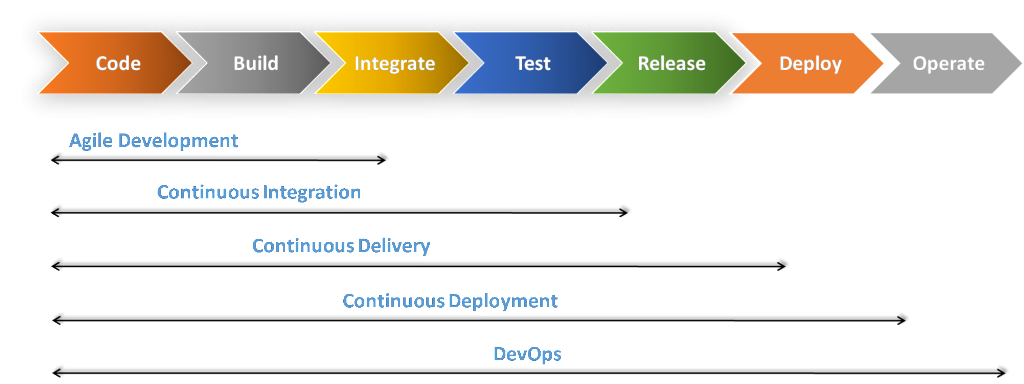 Code Build Integrate Test Release Deploy Operate
Agile Development
Continuous Integration
Continuous Delivery
Continuous Deployment
DevOps